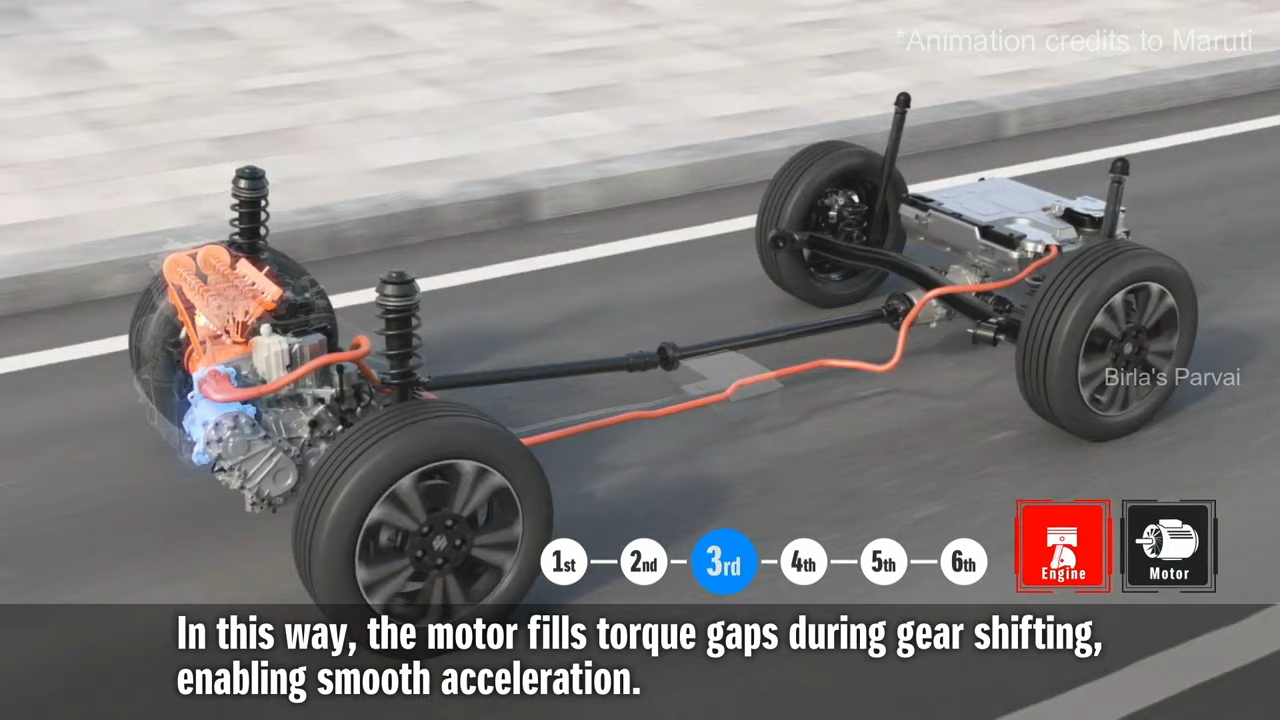 *Animation credits to Maruti
Birla's Parvai
1st 2nd 3rd 4th 5th 6th
Engine
Motor
In this way, the motor fills torque gaps during gear shifting,
enabling smooth acceleration.